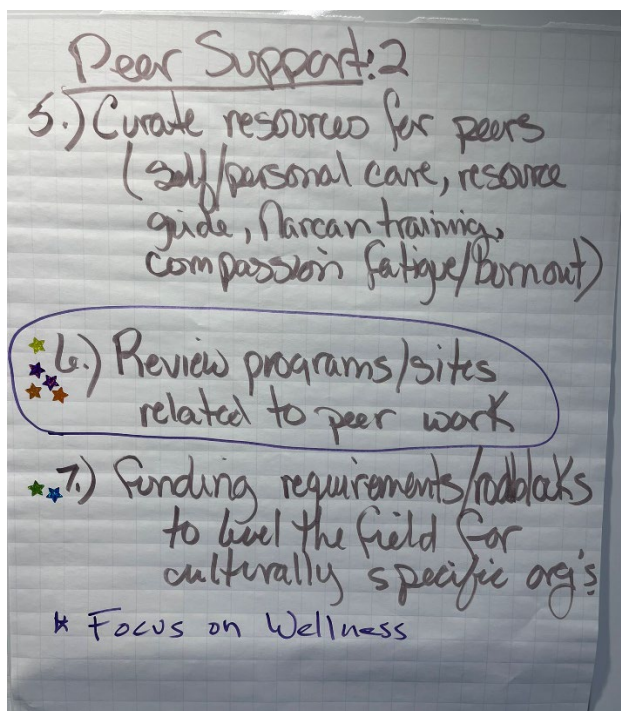 Peer Support:2
5.) Curate resources for peers
(self/personal care, resource
guide, Narcan training,
compassion fatigue/burnout)
6.) Review programs/sites
related to peer work
7.) Funding requirements/rodblocks
to level the field for
culturally specific org's
* Focus on Wellness